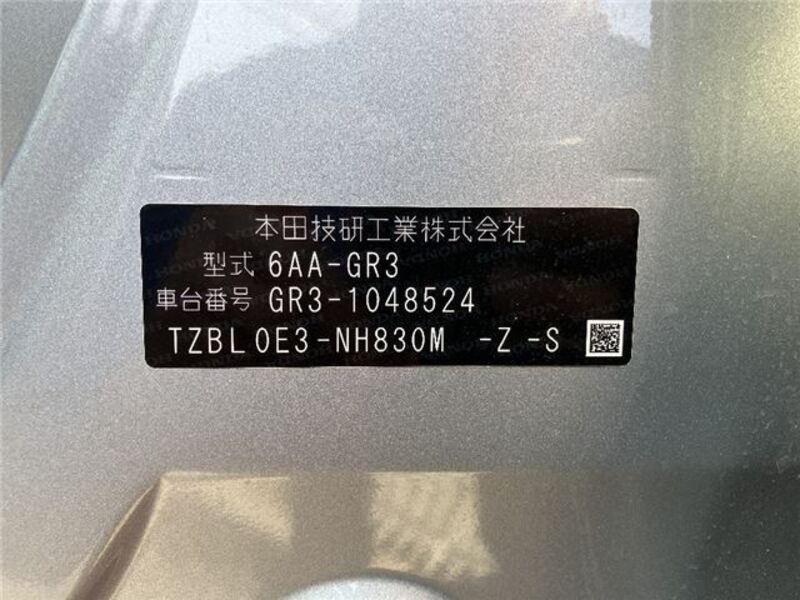 本田技研工業株式会社
型式 6AA-GR3
車台番号 GR3-1048524
TZBL0E3-NH830M -Z -S